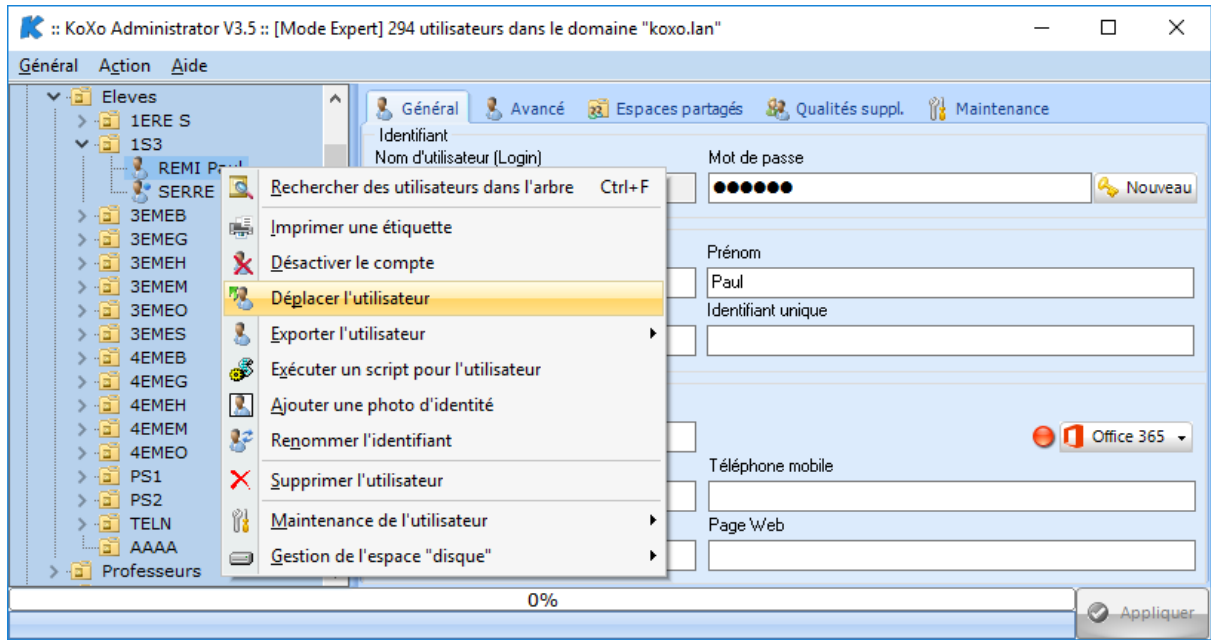 :: KoXo Administrator V3.5 :: [Mode Expert] 294 utilisateurs dans le domaine "koxo.lan"
Général Action Aide
Eleves
1ERE S
1S3
REMI Paul
SERRE
3EMEB
3EMEG
3EMEH
3EMEM
3EMEO
3EMES
4EMEB
4EMEG
4EMEH
4EMEM
4EMEO
PS1
PS2
TELN
AAAA
Professeurs
Rechercher des utilisateurs dans l'arbre Ctrl+F
Imprimer une étiquette
Désactiver le compte
Déplacer l'utilisateur
Exporter l'utilisateur
Exécuter un script pour l'utilisateur
Ajouter une photo d'identité
Renommer l'identifiant
Supprimer l'utilisateur
Maintenance de l'utilisateur
Gestion de l'espace "disque"
Général Avancé Espaces partagés Qualités suppl. Maintenance
Identifiant
Nom d'utilisateur (Login) Mot de passe
●●●●●● Nouveau
Prénom
Paul
Identifiant unique
Office 365
Téléphone mobile
Page Web
0%
Appliquer